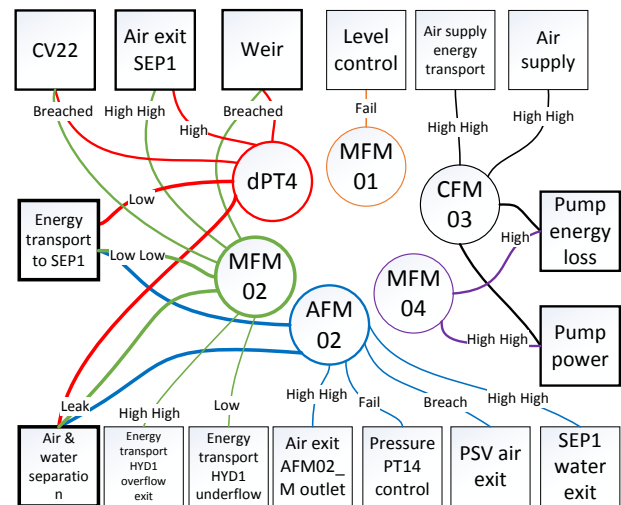 CV22
Air exit
SEP1
Weir
Level
control
Air supply
energy
transport
Air
supply
Breached
High High
High
Breached
Fail
High High
High High
dPT4
MFM
01
CFM
03
Low
Energy
transport
to SEP1
Low Low
MFM
02
High
Pump
energy
loss
MFM
04
AFM
02
High High
Pump
power
Leak
High High
Low
High High
Fail
Breach
High High
Air &
water
separatio
n
Energy
transport
HYD1
overflow
exit
Energy
transport
HYD1
underflow
Air exit
AFM02_
M outlet
Pressure
PT14
control
PSV air
exit
SEP1
water
exit